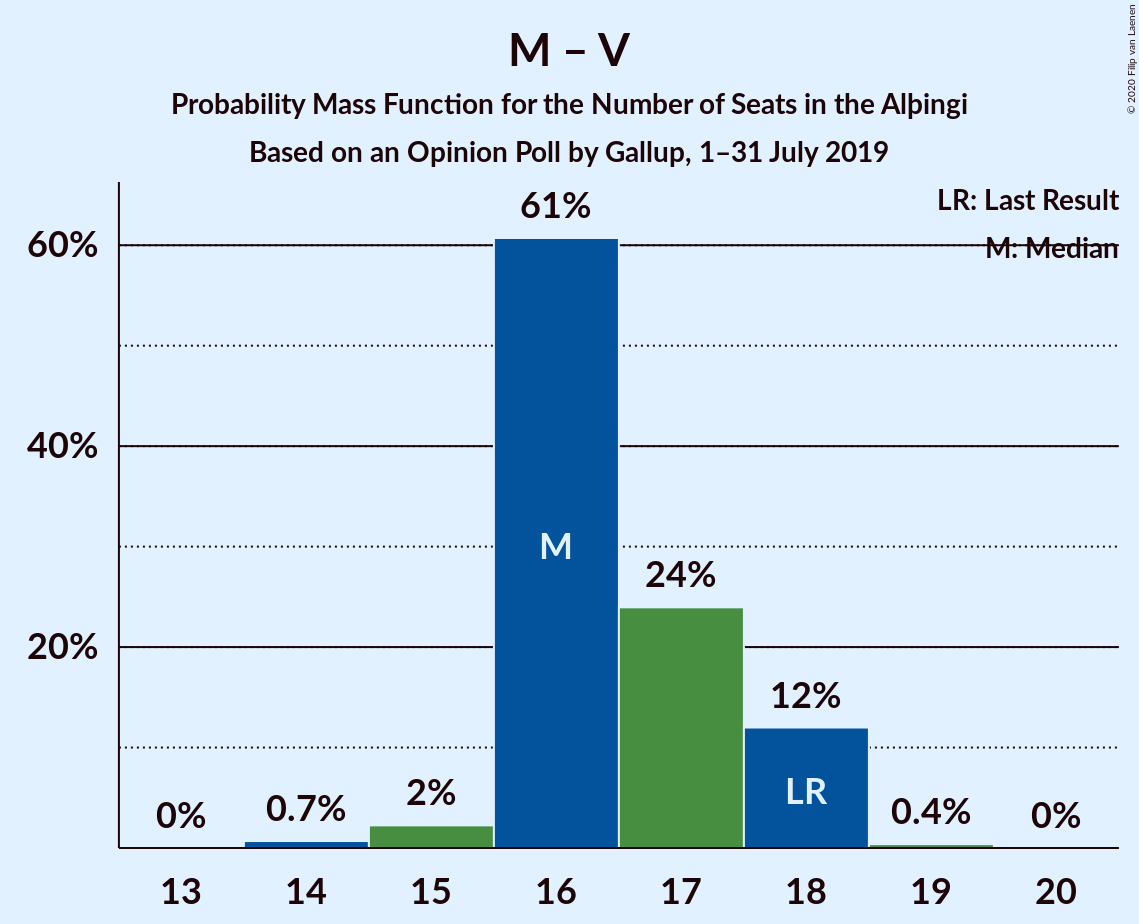 M – V
Probability Mass Function for the Number of Seats in the Alþingi
Based on an Opinion Poll by Gallup, 1–31 July 2019
© 2020 Filip van Laenen
LR: Last Result
M: Median
60%
40%
20%
0%
0.7%
2%
61%
24%
12%
0.4%
0%
M
LR
13
14
15
16
17
18
19
20